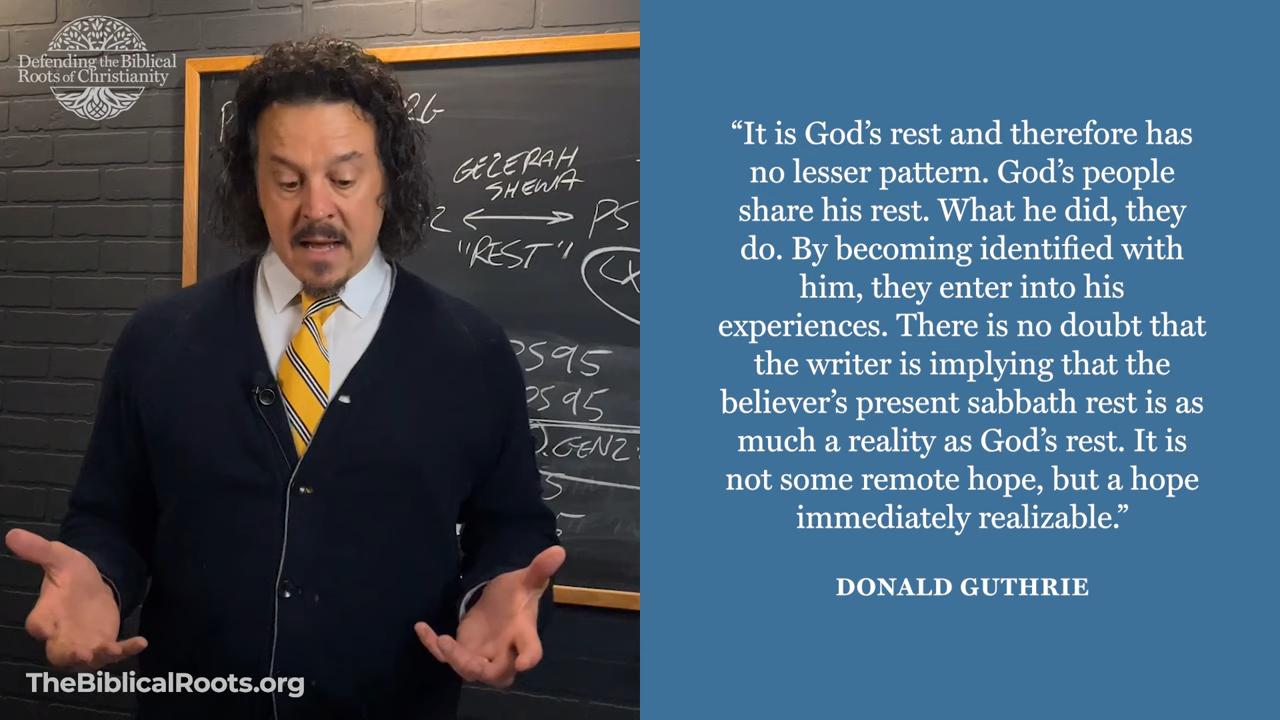 Defending the Biblical
Roots of Christianity
GEZERAH
SHEWA
PS
"REST"
PS95
PS95
GEN2
TheBiblicalRoots.org
“It is God’s rest and therefore has
no lesser pattern. God’s people
share his rest. What he did, they
do. By becoming identified with
him, they enter into his
experiences. There is no doubt that
the writer is implying that the
believer’s present sabbath rest is as
much a reality as God’s rest. It is
not some remote hope, but a hope
immediately realizable.”
DONALD GUTHRIE